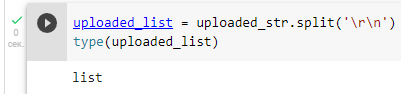 uploaded_list = uploaded_str.split('\r\n')
0
type(uploaded_list)
сек.
list